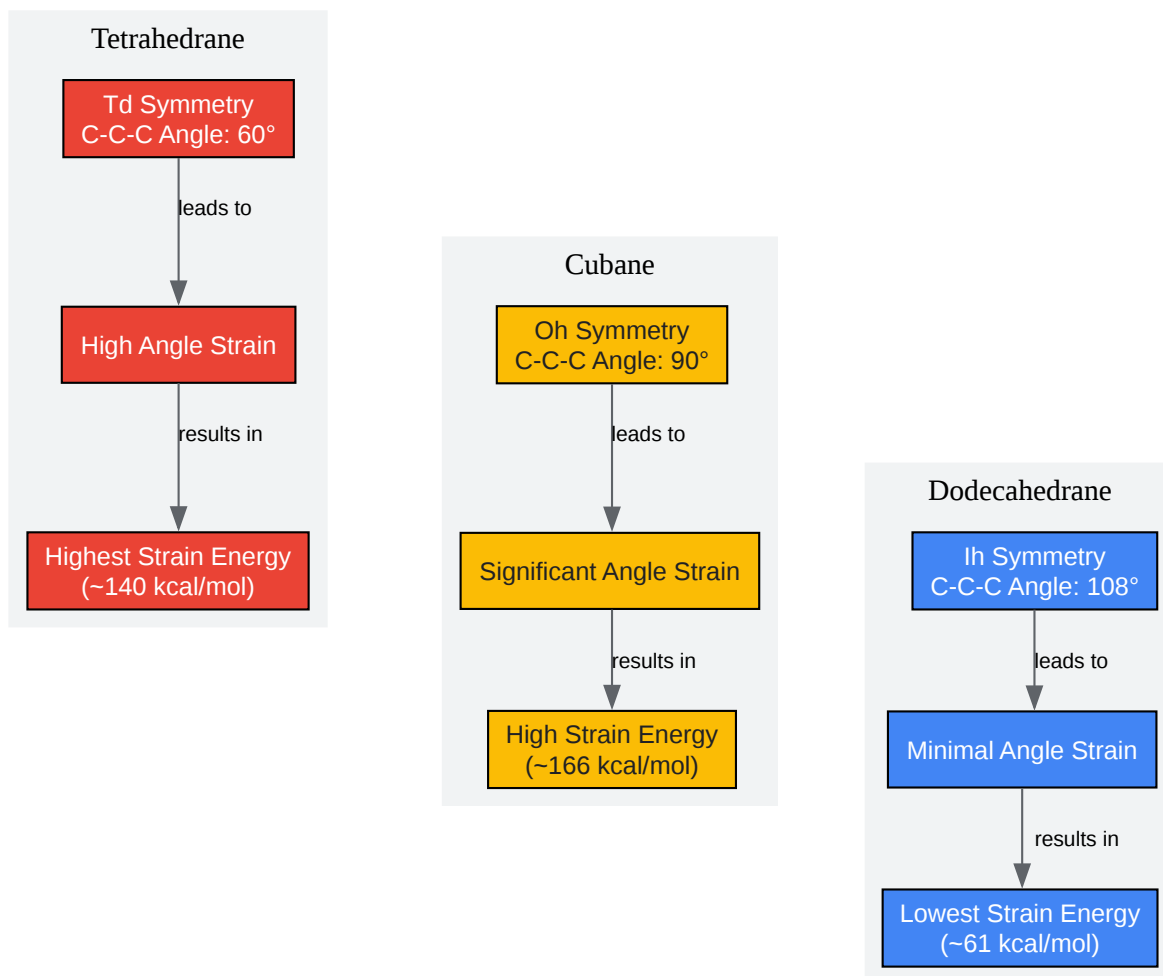 Tetrahedrane
Td Symmetry
C-C-C Angle: 60°
leads to
High Angle Strain
results in
Highest Strain Energy
(~140 kcal/mol)
Cubane
Oh Symmetry
C-C-C Angle: 90°
leads to
Significant Angle Strain
results in
High Strain Energy
(~166 kcal/mol)
Dodecahedrane
Ih Symmetry
C-C-C Angle: 108°
leads to
Minimal Angle Strain
results in
Lowest Strain Energy
(~61 kcal/mol)